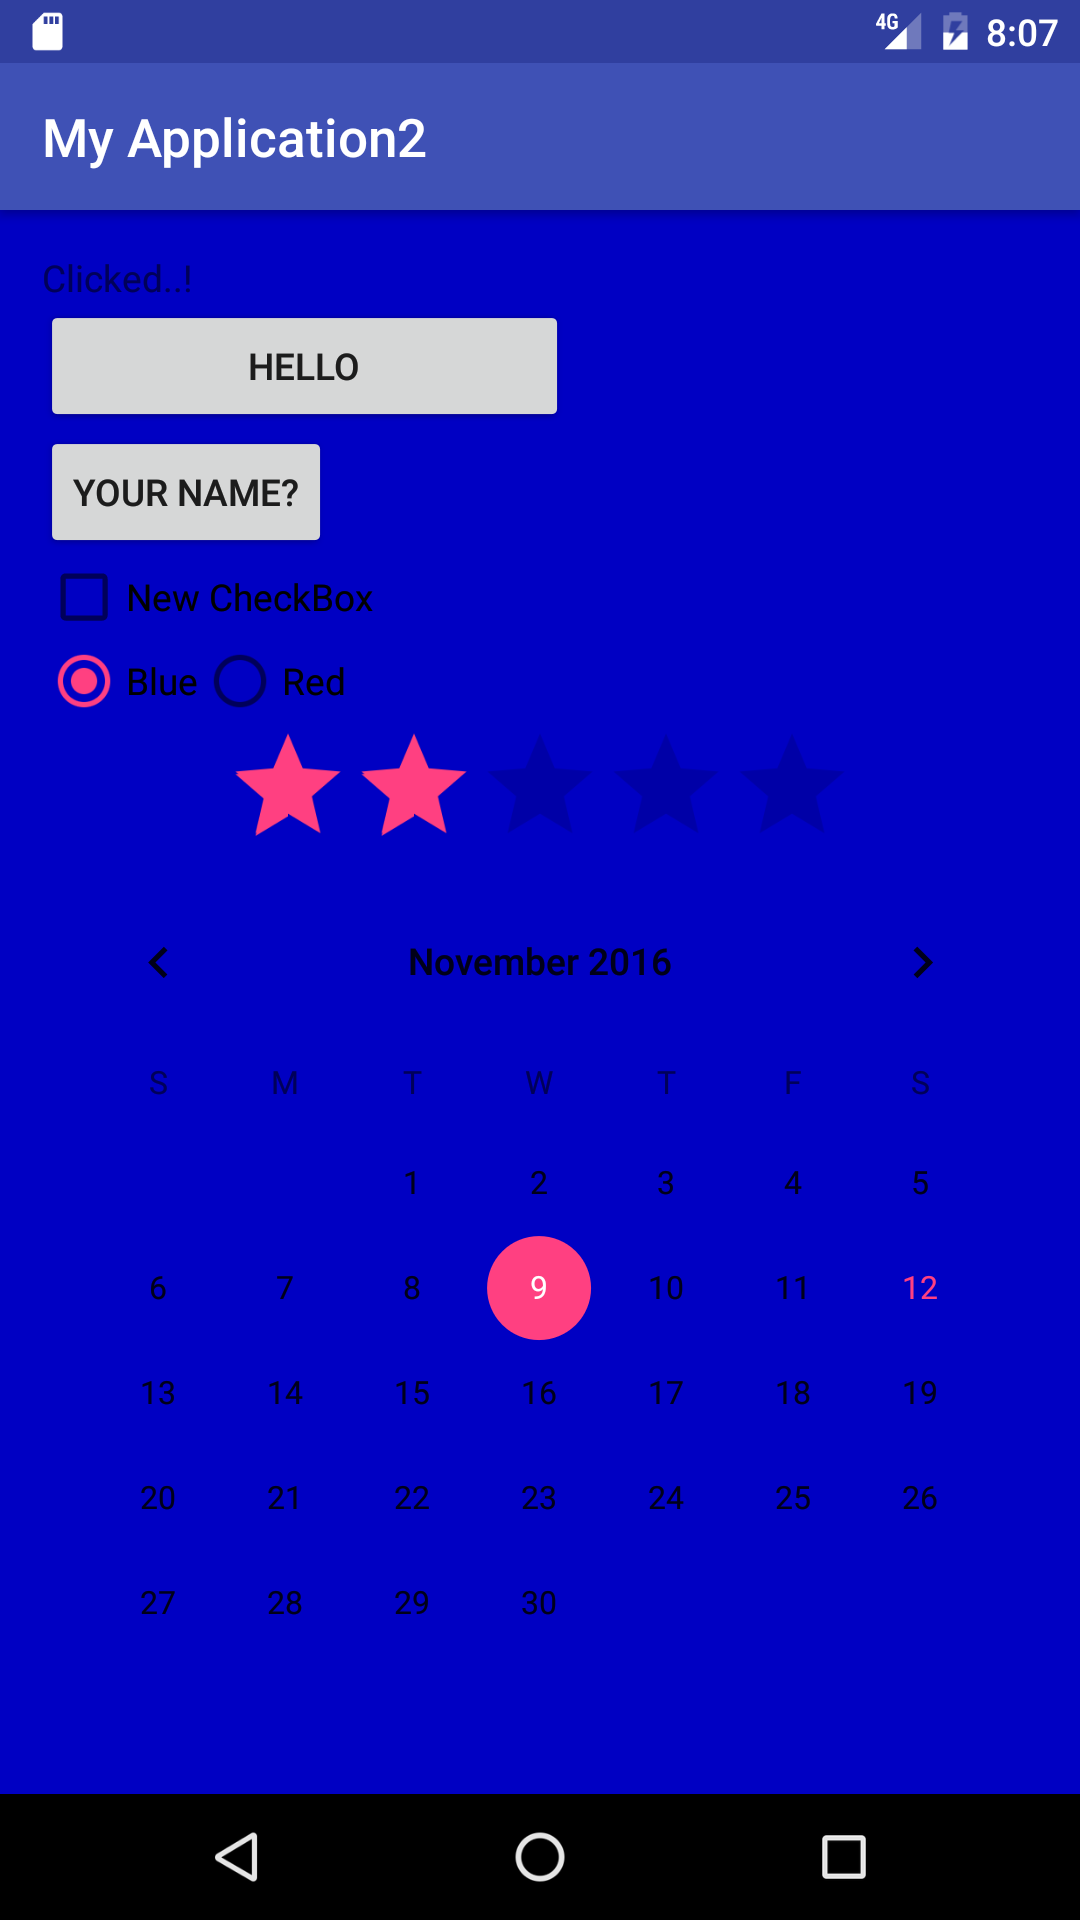 4G 8:07
My Application2
Clicked..!
HELLO
YOUR NAME?
New CheckBox
Blue Red
November 2016
S M T W T F S
1 2 3 4 5
6 7 8 9 10 11 12
13 14 15 16 17 18 19
20 21 22 23 24 25 26
27 28 29 30